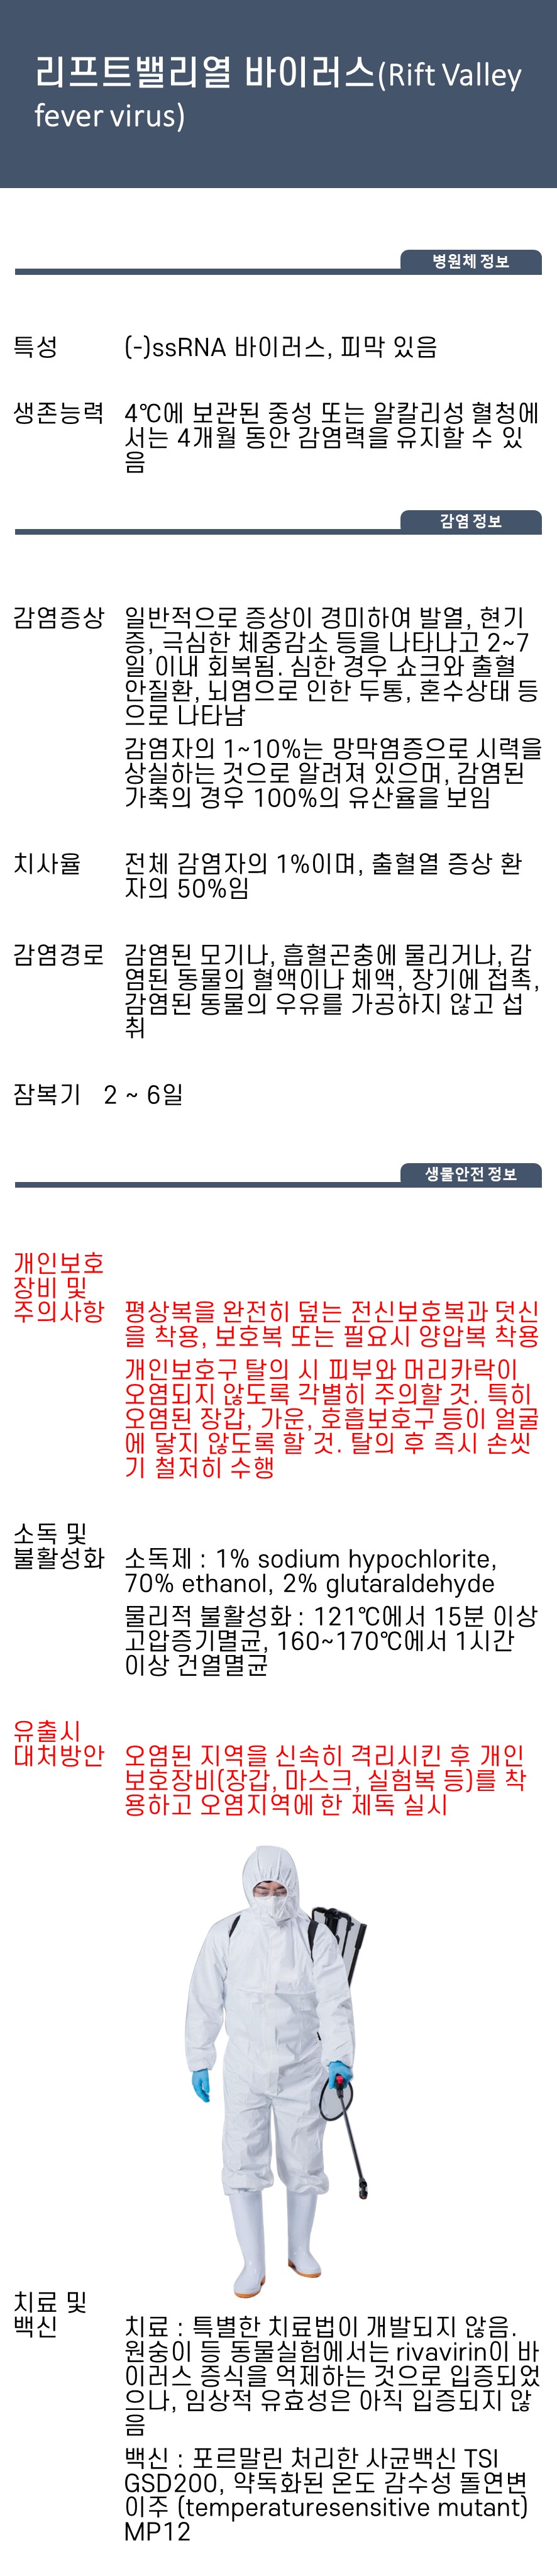 리프트밸리열 바이러스(Rift Valley
fever virus)
병원체 정보
특성 (-)ssRNA 바이러스, 피막 있음
생존능력 4℃에 보관된 중성 또는 알칼리성 혈청에
서는 4개월 동안 감염력을 유지할 수 있
음
감염 정보
감염증상 일반적으로 증상이 경미하여 발열, 현기
증, 극심한 체중감소 등을 나타나고 2~7
일 이내 회복됨. 심한 경우 쇼크와 출혈
안질환, 뇌염으로 인한 두통, 혼수상태 등
으로 나타남
감염자의 1~10%는 망막염증으로 시력을
상실하는 것으로 알려져 있으며, 감염된
가축의 경우 100%의 유산율을 보임
치사율 전체 감염자의 1%이며, 출혈열 증상 환
자의 50%임
감염경로 감염된 모기나, 흡혈곤충에 물리거나, 감
염된 동물의 혈액이나 체액, 장기에 접촉,
감염된 동물의 우유를 가공하지 않고 섭
취
잠복기 2 ~ 6일
생물안전 정보
개인보호
장비 및
주의사항 평상복을 완전히 덮는 전신보호복과 덧신
을 착용, 보호복 또는 필요시 양압복 착용
개인보호구 탈의 시 피부와 머리카락이
오염되지 않도록 각별히 주의할 것. 특히
오염된 장갑, 가운, 호흡보호구 등이 얼굴
에 닿지 않도록 할 것. 탈의 후 즉시 손씻
기 철저히 수행
소독 및
불활성화 소독제 : 1% sodium hypochlorite,
70% ethanol, 2% glutaraldehyde
물리적 불활성화 : 121℃에서 15분 이상
고압증기멸균, 160~170℃에서 1시간
이상 건열멸균
유출시
대처방안 오염된 지역을 신속히 격리시킨 후 개인
보호장비(장갑, 마스크, 실험복 등)를 착
용하고 오염지역에 한 제독 실시
치료 및
백신 치료 : 특별한 치료법이 개발되지 않음.
원숭이 등 동물실험에서는 rivavirin이 바
이러스 증식을 억제하는 것으로 입증되었
으나, 임상적 유효성은 아직 입증되지 않
음
백신 : 포르말린 처리한 사균백신 TSI
GSD200, 약독화된 온도 감수성 돌연변
이주 (temperaturesensitive mutant)
MP12